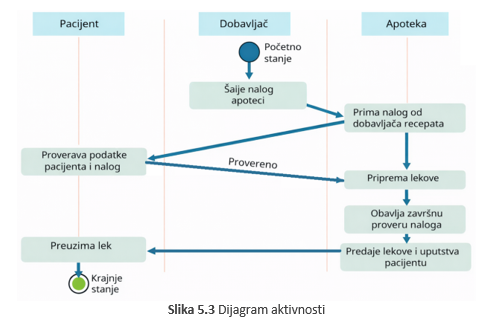 Pacijent
Dobavljač
Apoteka
Početno
stanje
Šaije nalog
apoteci
Prima nalog od
dobavljača recepata
Proverava podatke
pacijenta i nalog
Provereno
Priprema lekove
Obavlja završnu
proveru naloga
Preuzima lek
Predaje lekove i uputstva
pacijentu
Krajnje
stanje
Slika 5.3 Dijagram aktivnosti